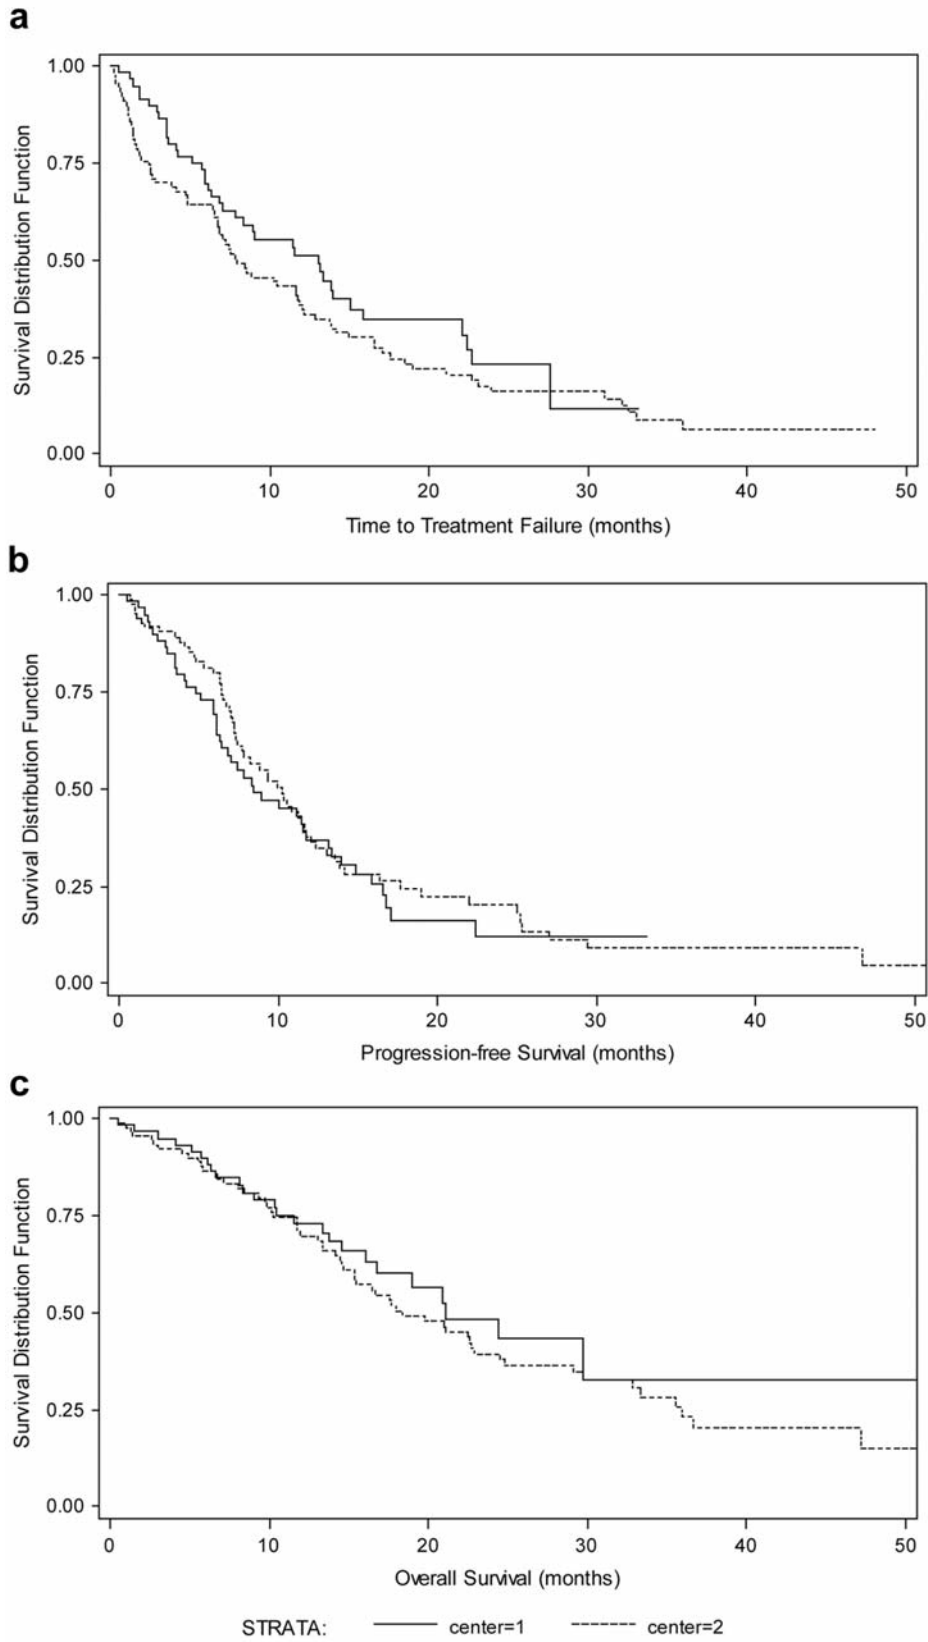 a
1.00
0.75
0.50
0.25
0.00
Survival Distribution Function
0 10 20 30 40 50
Time to Treatment Failure (months)
b
1.00
0.75
0.50
0.25
0.00
Survival Distribution Function
0 10 20 30 40 50
Progression-free Survival (months)
c
1.00
0.75
0.50
0.25
0.00
Survival Distribution Function
0 10 20 30 40 50
Overall Survival (months)
STRATA: center=1 center=2